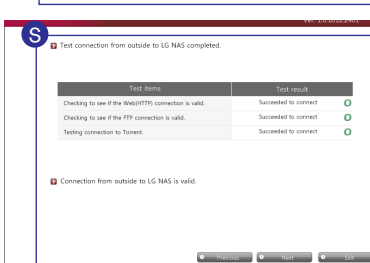 S
Test connection from outside to LG NAS completed.
Test items Test result
Checking to see if the Web(HTTP) connection is valid. Succeeded to connect
Checking to see if the FTP connection is valid. Succeeded to connect
Testing connection to Torrent. Succeeded to connect
Connection from outside to LG NAS is valid.
Previous Next Exit